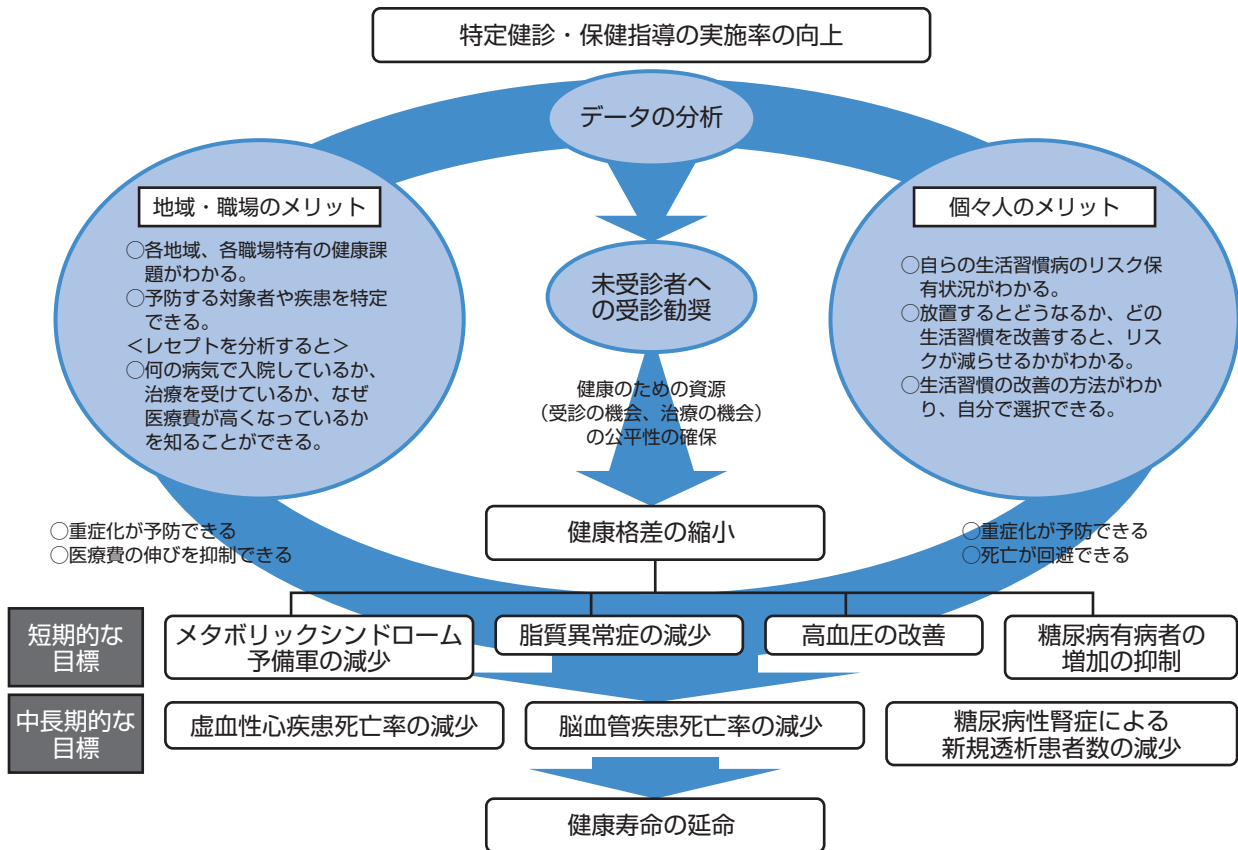 特定健診・保健指導の実施率の向上
データの分析
地域・職場のメリット
○各地域、各職場特有の健康課
題がわかる。
○予防する対象者や疾患を特定
できる。
＜レセプトを分析すると＞
○何の病気で入院しているか、
治療を受けているか、なぜ
医療費が高くなっているか
を知ることができる。
未受診者へ
の受診勧奨
個々人のメリット
○自らの生活習慣病のリスク保
有状況がわかる。
○放置するとどうなるか、どの
生活習慣を改善すると、リス
クが減らせるかがわかる。
○生活習慣の改善の方法がわか
り、自分で選択できる。
健康のための資源
（受診の機会、治療の機会）
の公平性の確保
○重症化が予防できる
○医療費の伸びを抑制できる
健康格差の縮小
○重症化が予防できる
○死亡が回避できる
短期的な
目標
メタボリックシンドローム
予備軍の減少
脂質異常症の減少
高血圧の改善
糖尿病有病者の
増加の抑制
中長期的な
目標
虚血性心疾患死亡率の減少
脳血管疾患死亡率の減少
糖尿病性腎症による
新規透析患者数の減少
健康寿命の延命